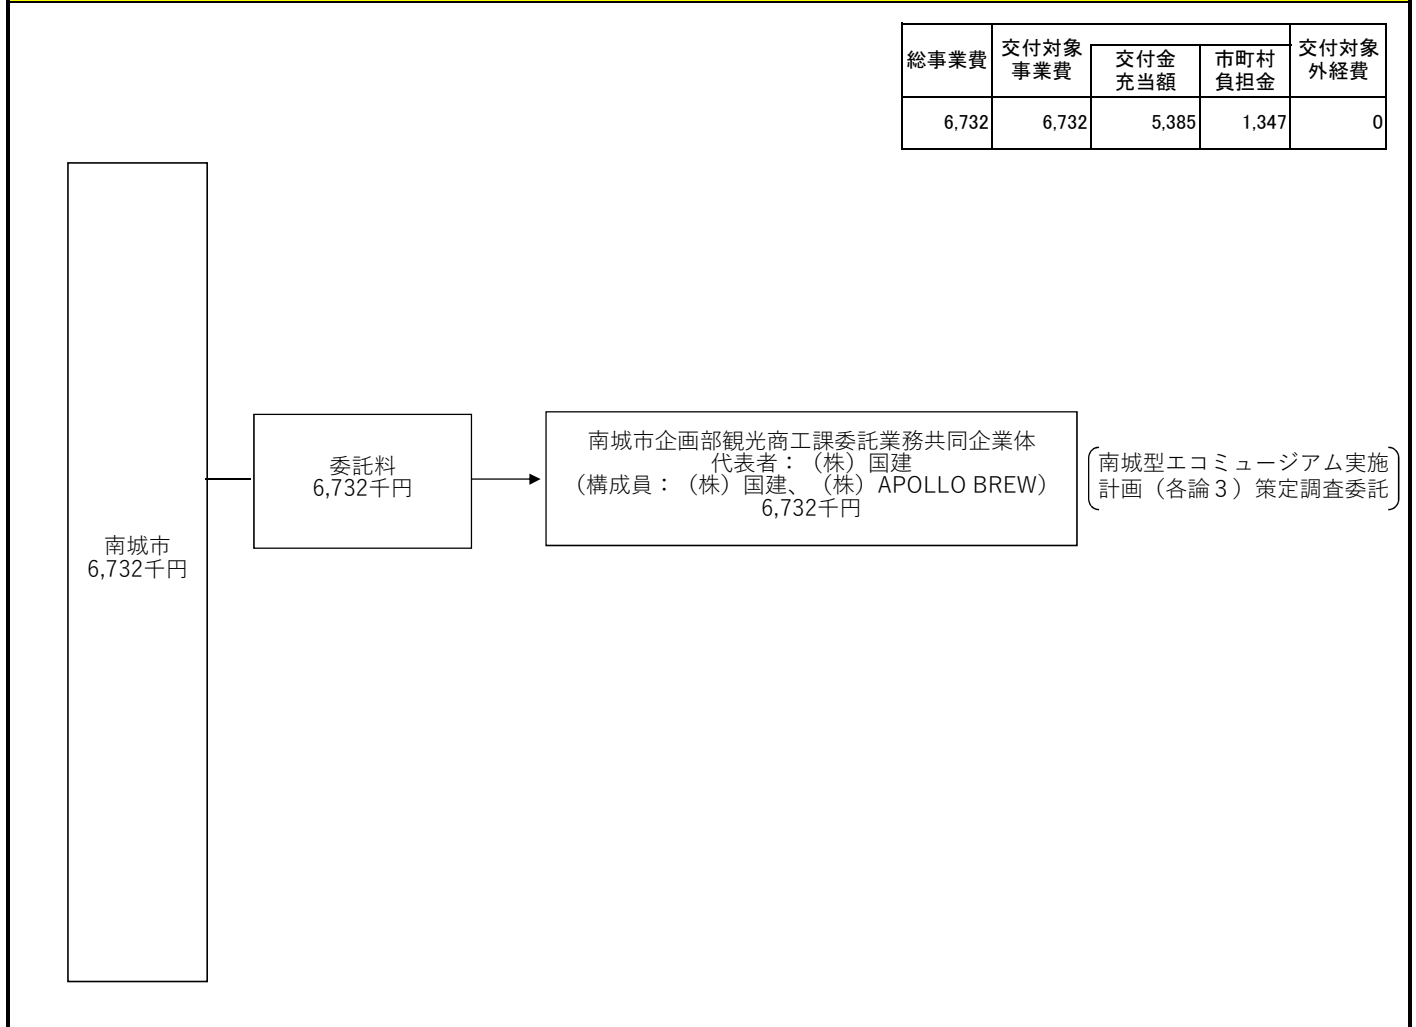 総事業費
交付対象
事業費
交付金
充当額
市町村
負担金
交付対象
外経費
6,732
6,732
5,385
1,347
0
南城市
6,732千円
委託料
6,732千円
南城市企画部観光商工課委託業務共同企業体
代表者：（株）国建
（構成員：（株）国建、（株）APOLLO BREW）
6,732千円
南城型エコミュージアム実施
計画（各論３）策定調査委託